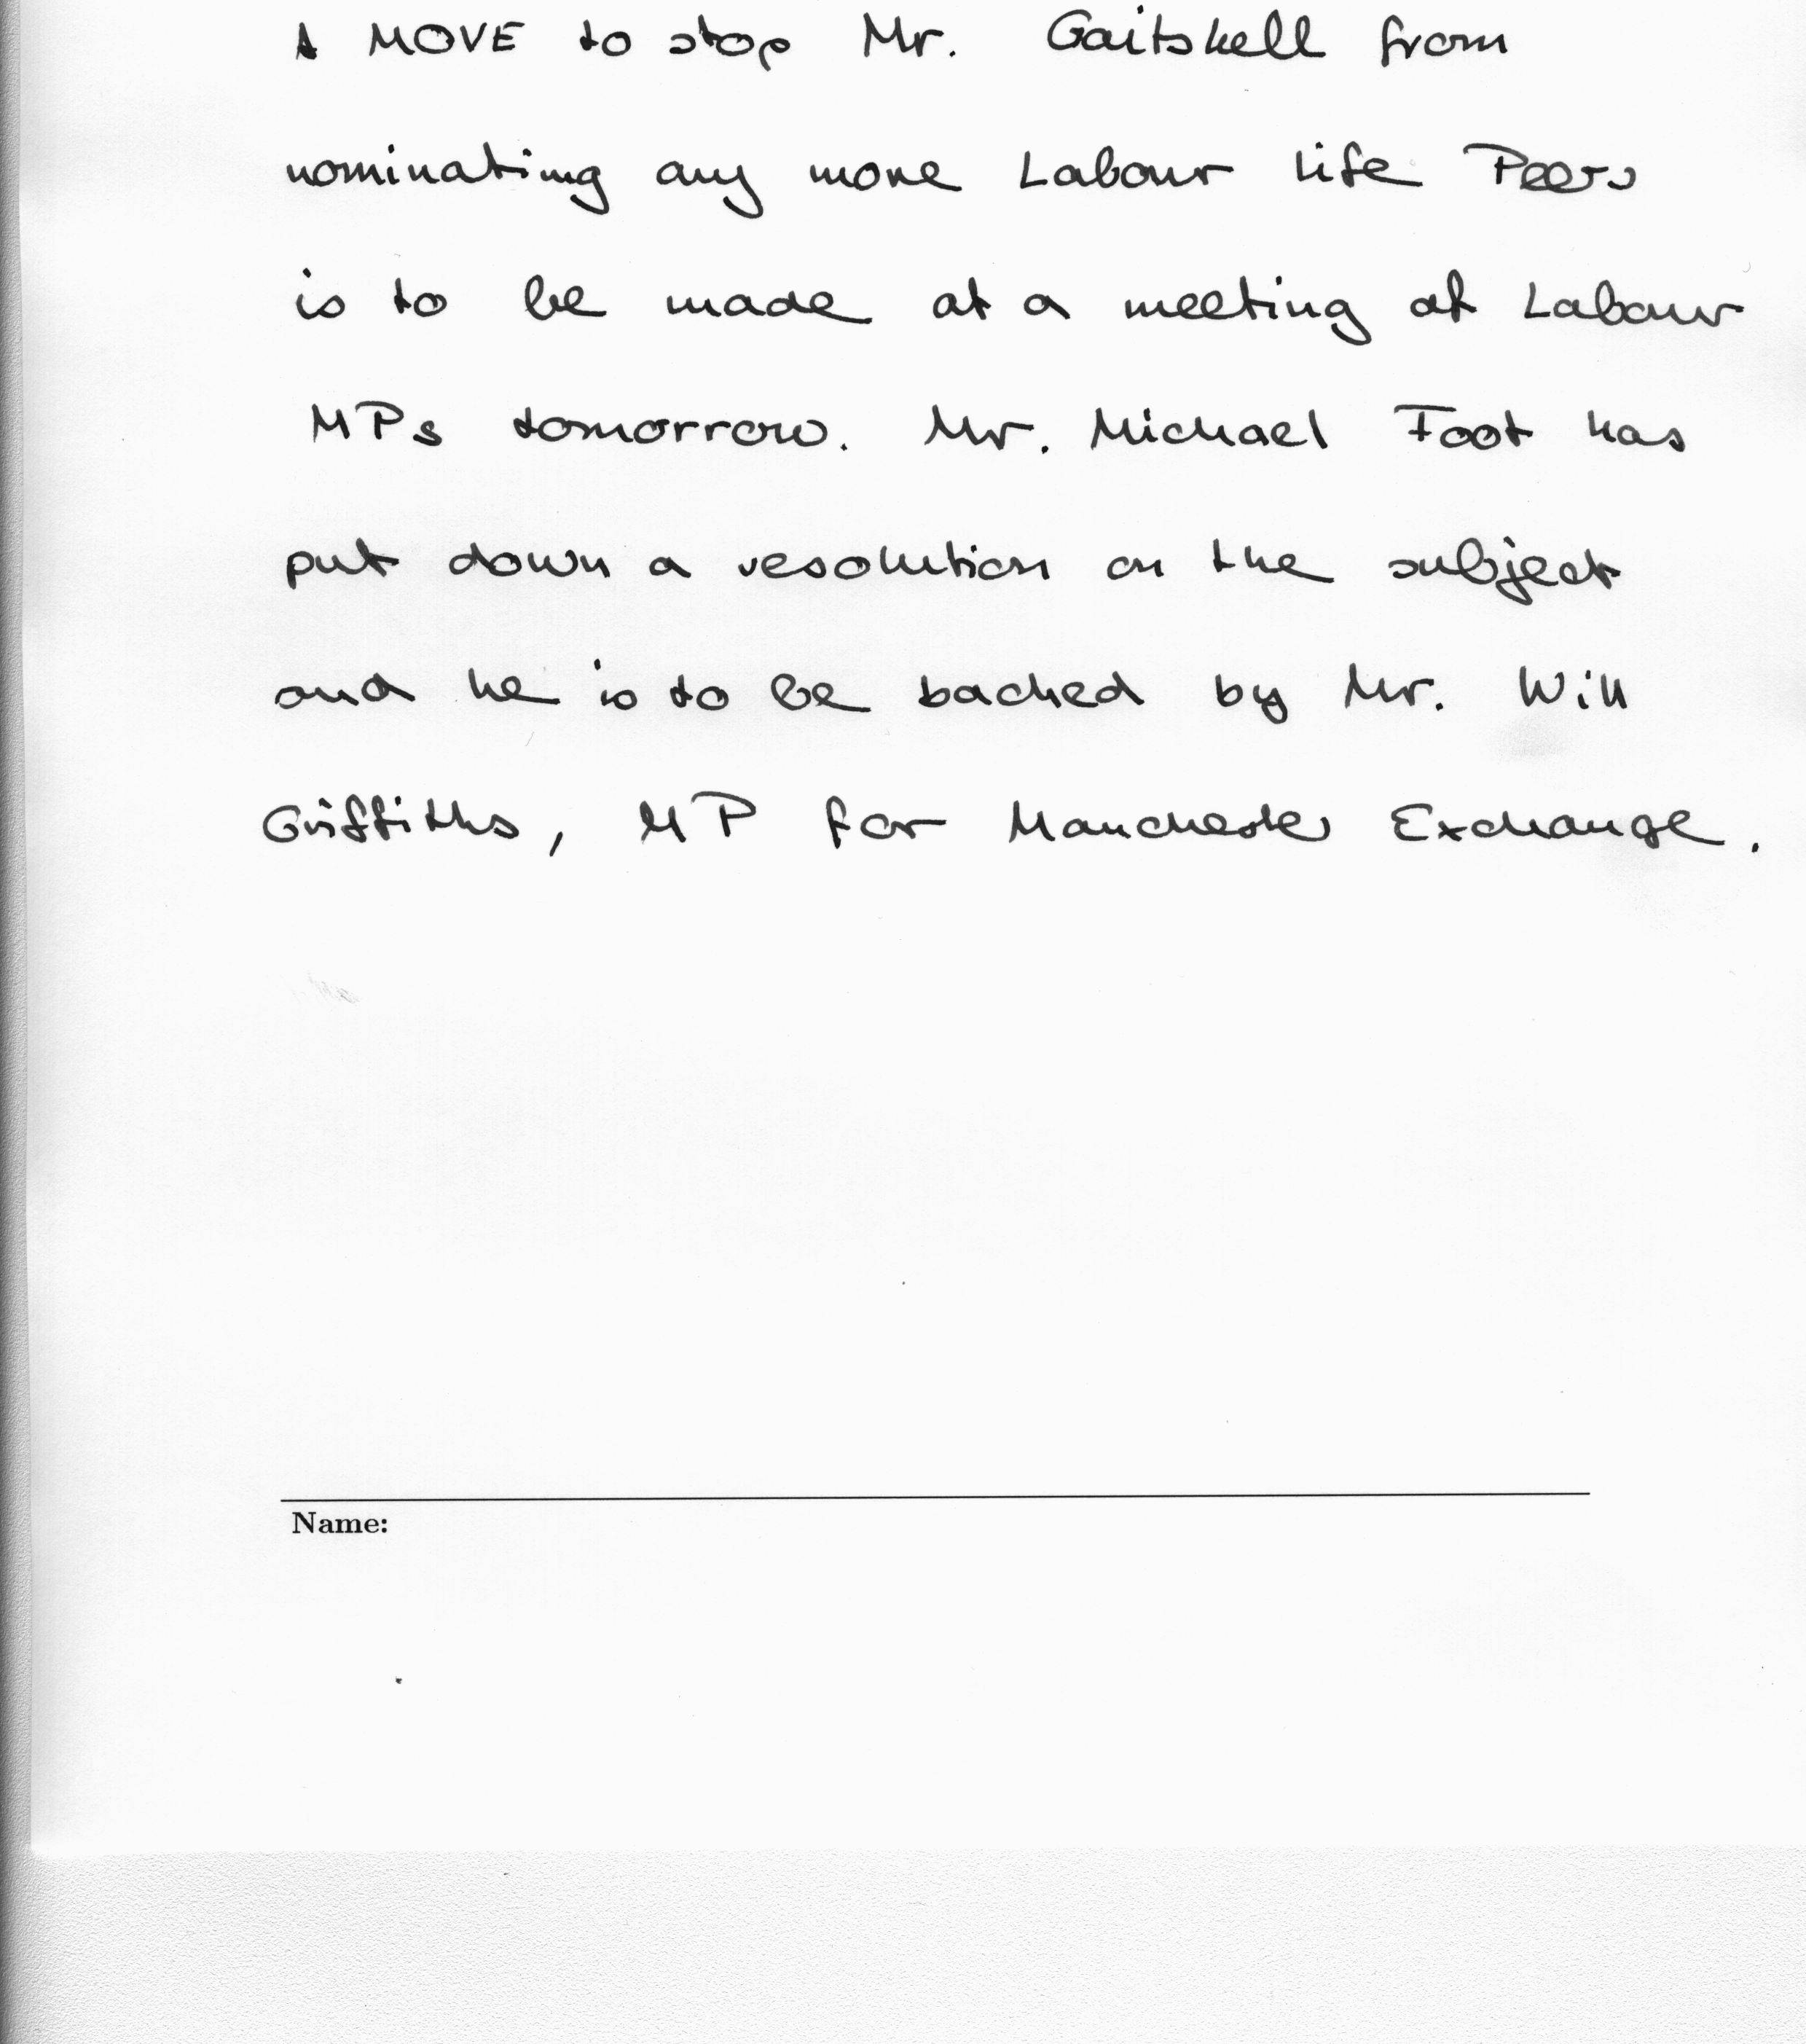 A MOVE to stop Mr. Gaitskell from
nominating any more Labour life Peers
is to be made at a meeting of Labour
MPs tomorrow. Mr. Michael Foot has
put down a resolution on the subject
and he is to be backed by Mr. Will
Griffiths, MP for Manchester Exchange.
Name: